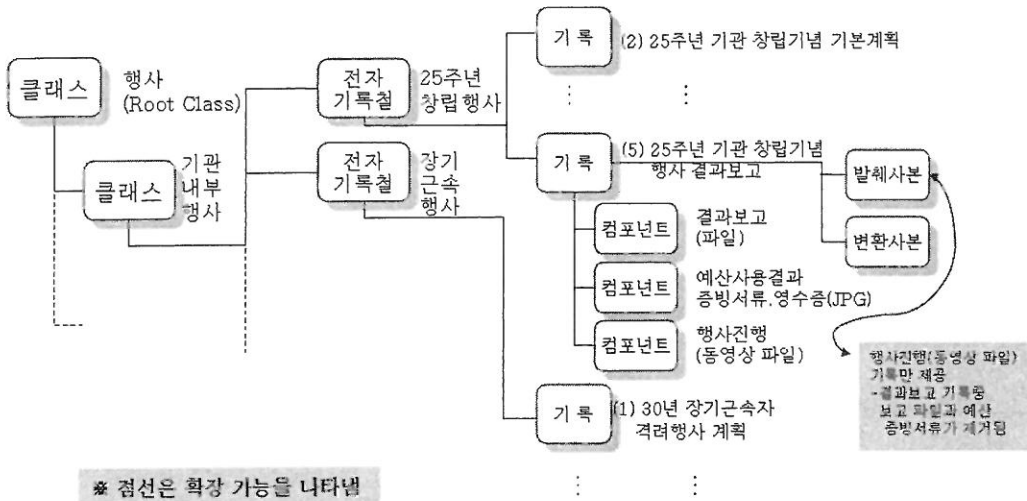 클래스
행사
(Root Class)
클래스
기관
내부
행사
전자
기록철
25주년
창립행사
전자
기록철
장기
근속
행사
기록
(2) 25주년 기관 창립기념 기본계획
기록
(5) 25주년 기관 창립기념
행사 결과보고
컴포넌트
결과보고
(파일)
컴포넌트
예산사용결과
증빙서류.영수증(JPG)
컴포넌트
행사진행
(동영상 파일)
기록
(1) 30년 장기근속자
격려행사 계획
발췌사본
변환사본
행사진행(동영상 파일)
기록만 제공
-결과보고 기록중
보고 파일과 예산
증빙서류가 제거됨
※ 점선은 확장 가능을 나타냄